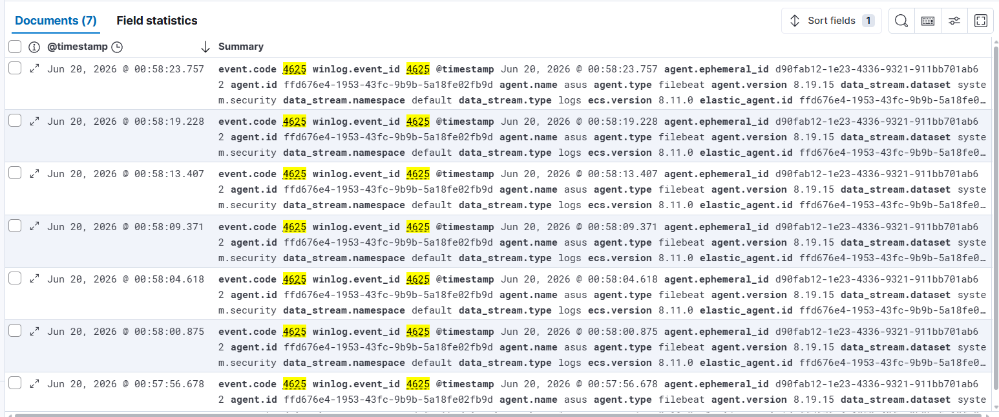 Documents (7) Field statistics Sort fields 1
@timestamp Summary
Jun 20, 2026 @ 00:58:23.757 event.code 4625 winlog.event_id 4625 @timestamp Jun 20, 2026 @ 00:58:23.757 agent.ephemeral_id d90fab12-1e23-4336-9321-911bb701ab6
2 agent.id ffd676e4-1953-43fc-9b9b-5a18fe02fb9d agent.name asus agent.type filebeat agent.version 8.19.15 data_stream.dataset syste
m.security data_stream.namespace default data_stream.type logs ecs.version 8.11.0 elastic_agent.id ffd676e4-1953-43fc-9b9b-5a18fe0…
Jun 20, 2026 @ 00:58:19.228 event.code 4625 winlog.event_id 4625 @timestamp Jun 20, 2026 @ 00:58:19.228 agent.ephemeral_id d90fab12-1e23-4336-9321-911bb701ab6
2 agent.id ffd676e4-1953-43fc-9b9b-5a18fe02fb9d agent.name asus agent.type filebeat agent.version 8.19.15 data_stream.dataset syste
m.security data_stream.namespace default data_stream.type logs ecs.version 8.11.0 elastic_agent.id ffd676e4-1953-43fc-9b9b-5a18fe0…
Jun 20, 2026 @ 00:58:13.407 event.code 4625 winlog.event_id 4625 @timestamp Jun 20, 2026 @ 00:58:13.407 agent.ephemeral_id d90fab12-1e23-4336-9321-911bb701ab6
2 agent.id ffd676e4-1953-43fc-9b9b-5a18fe02fb9d agent.name asus agent.type filebeat agent.version 8.19.15 data_stream.dataset syste
m.security data_stream.namespace default data_stream.type logs ecs.version 8.11.0 elastic_agent.id ffd676e4-1953-43fc-9b9b-5a18fe0…
Jun 20, 2026 @ 00:58:09.371 event.code 4625 winlog.event_id 4625 @timestamp Jun 20, 2026 @ 00:58:09.371 agent.ephemeral_id d90fab12-1e23-4336-9321-911bb701ab6
2 agent.id ffd676e4-1953-43fc-9b9b-5a18fe02fb9d agent.name asus agent.type filebeat agent.version 8.19.15 data_stream.dataset syste
m.security data_stream.namespace default data_stream.type logs ecs.version 8.11.0 elastic_agent.id ffd676e4-1953-43fc-9b9b-5a18fe0…
Jun 20, 2026 @ 00:58:04.618 event.code 4625 winlog.event_id 4625 @timestamp Jun 20, 2026 @ 00:58:04.618 agent.ephemeral_id d90fab12-1e23-4336-9321-911bb701ab6
2 agent.id ffd676e4-1953-43fc-9b9b-5a18fe02fb9d agent.name asus agent.type filebeat agent.version 8.19.15 data_stream.dataset syste
m.security data_stream.namespace default data_stream.type logs ecs.version 8.11.0 elastic_agent.id ffd676e4-1953-43fc-9b9b-5a18fe0…
Jun 20, 2026 @ 00:58:00.875 event.code 4625 winlog.event_id 4625 @timestamp Jun 20, 2026 @ 00:58:00.875 agent.ephemeral_id d90fab12-1e23-4336-9321-911bb701ab6
2 agent.id ffd676e4-1953-43fc-9b9b-5a18fe02fb9d agent.name asus agent.type filebeat agent.version 8.19.15 data_stream.dataset syste
m.security data_stream.namespace default data_stream.type logs ecs.version 8.11.0 elastic_agent.id ffd676e4-1953-43fc-9b9b-5a18fe0…
Jun 20, 2026 @ 00:57:56.678 event.code 4625 winlog.event_id 4625 @timestamp Jun 20, 2026 @ 00:57:56.678 agent.ephemeral_id d90fab12-1e23-4336-9321-911bb701ab6
2 agent.id ffd676e4-1953-43fc-9b9b-5a18fe02fb9d agent.name asus agent.type filebeat agent.version 8.19.15 data_stream.dataset syste